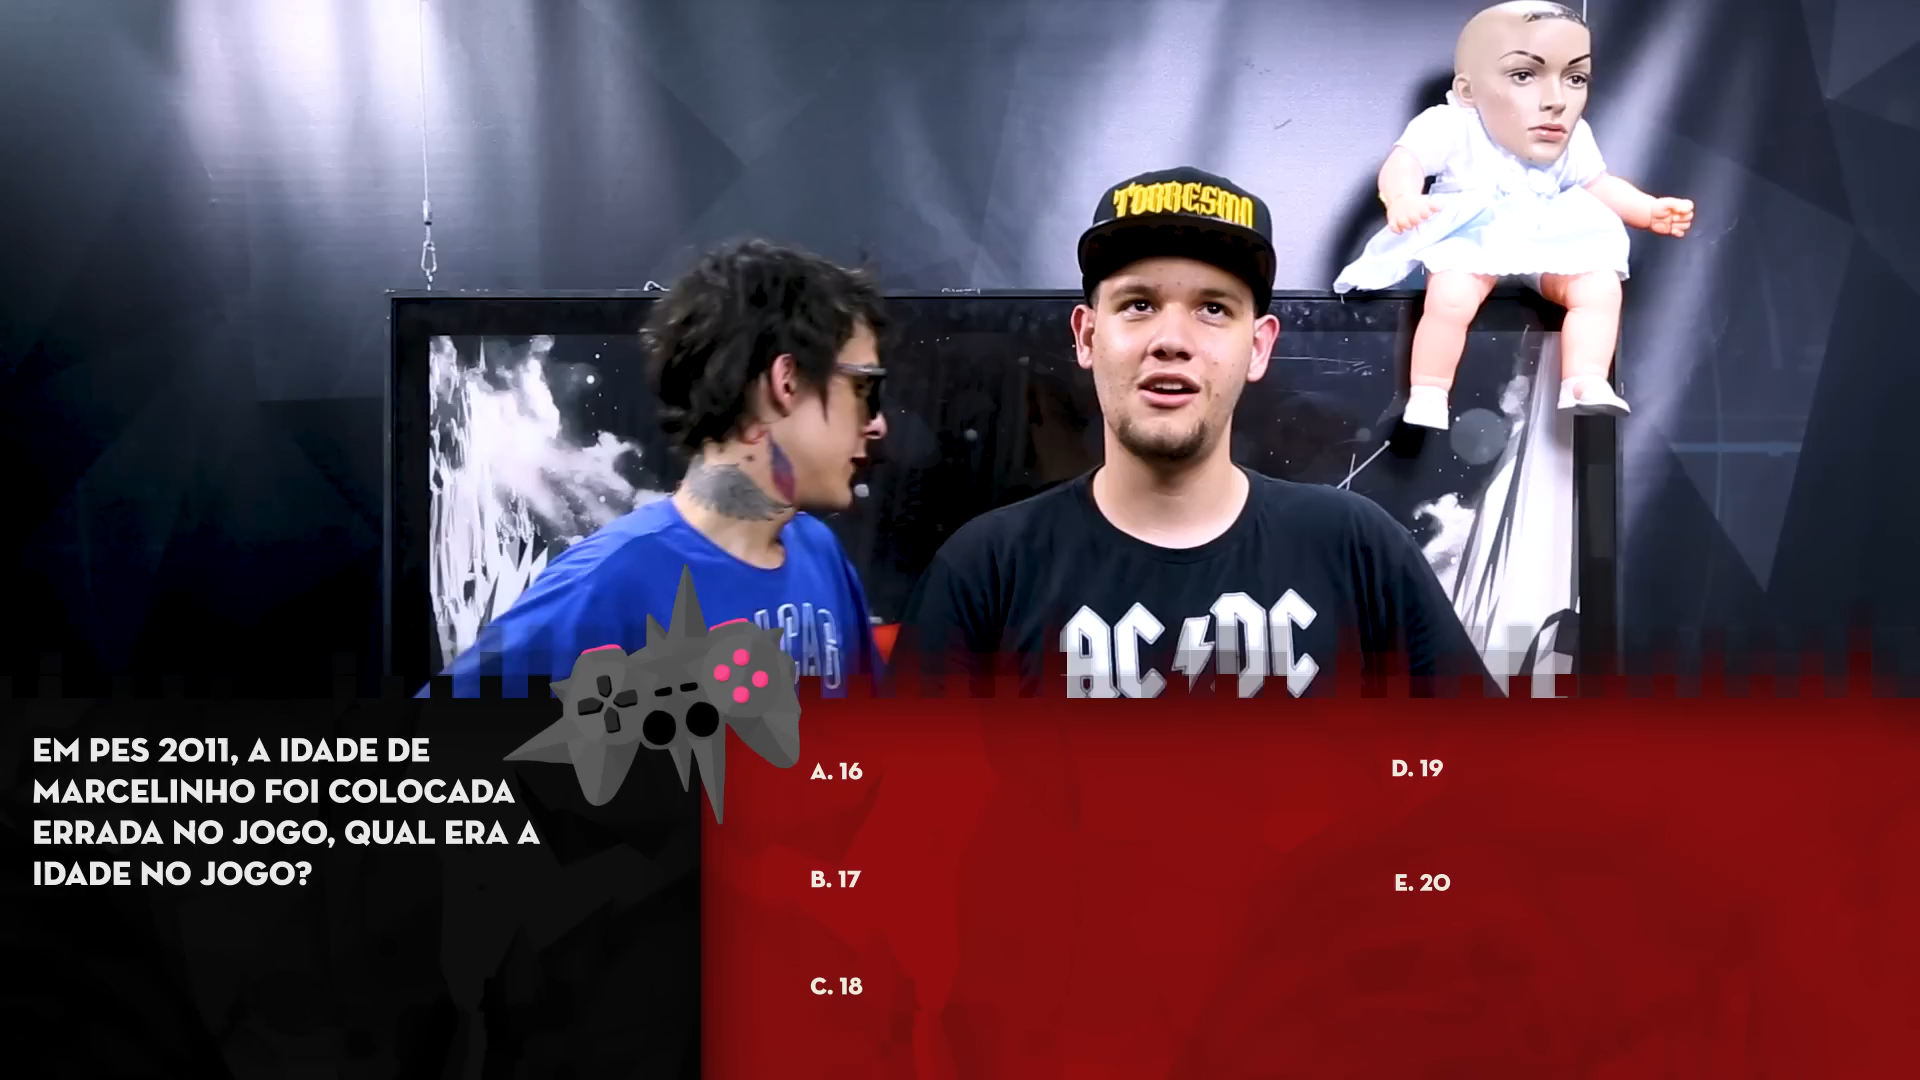 TORRESMO
AC DC
EM PES 2011, A IDADE DE
MARCELINHO FOI COLOCADA
ERRADA NO JOGO, QUAL ERA A
IDADE NO JOGO?
A. 16
B. 17
C. 18
D. 19
E. 20